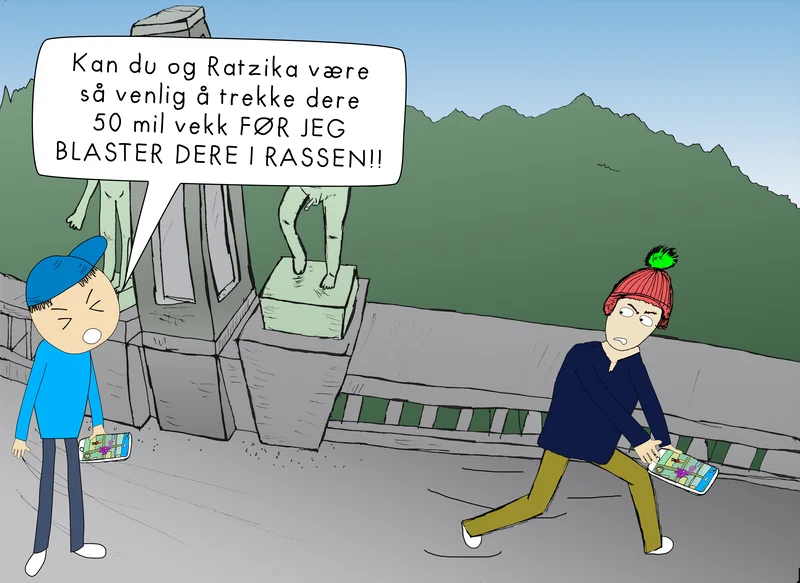 Kan du og Ratzika være
så venlig å trekke dere
50 mil vekk FØR JEG
BLASTER DERE I RASSEN!!